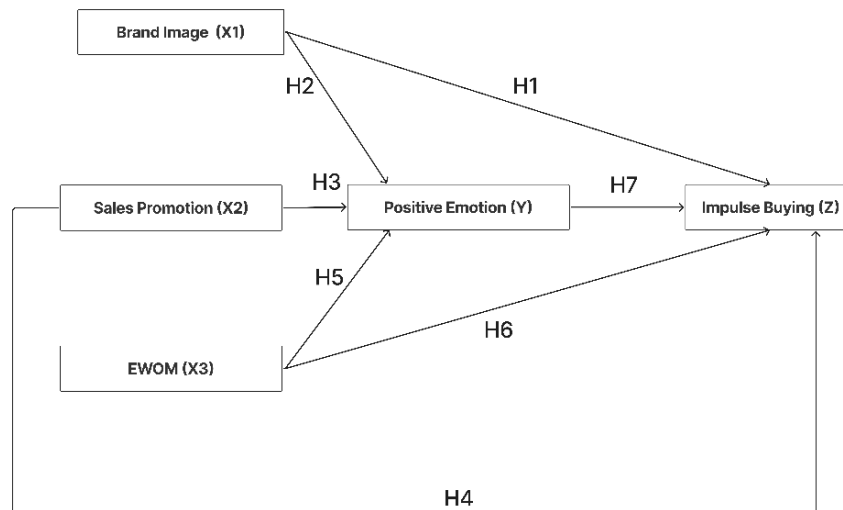 Brand Image (X1)
H2
H1
H3
H7
Sales Promotion (X2)
Positive Emotion (Y)
Impulse Buying (Z)
H5
H6
EWOM (X3)
H4